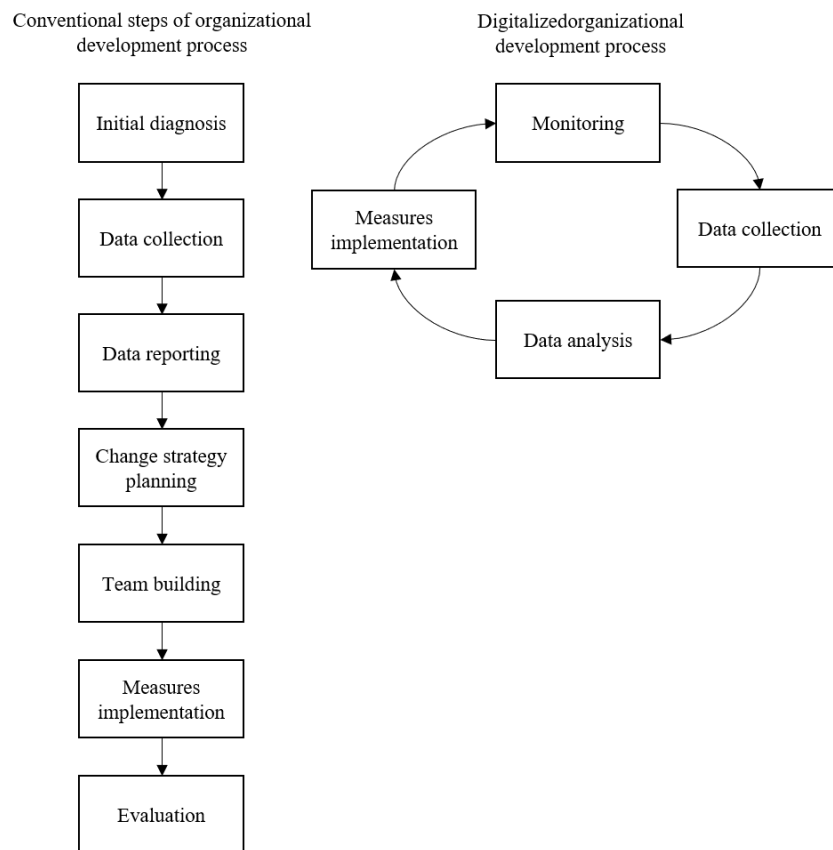 Conventional steps of organizational
development process
Initial diagnosis
Data collection
Data reporting
Change strategy
planning
Team building
Measures
implementation
Evaluation
Digitalizedorganizational
development process
Monitoring
Data collection
Data analysis
Measures
implementation